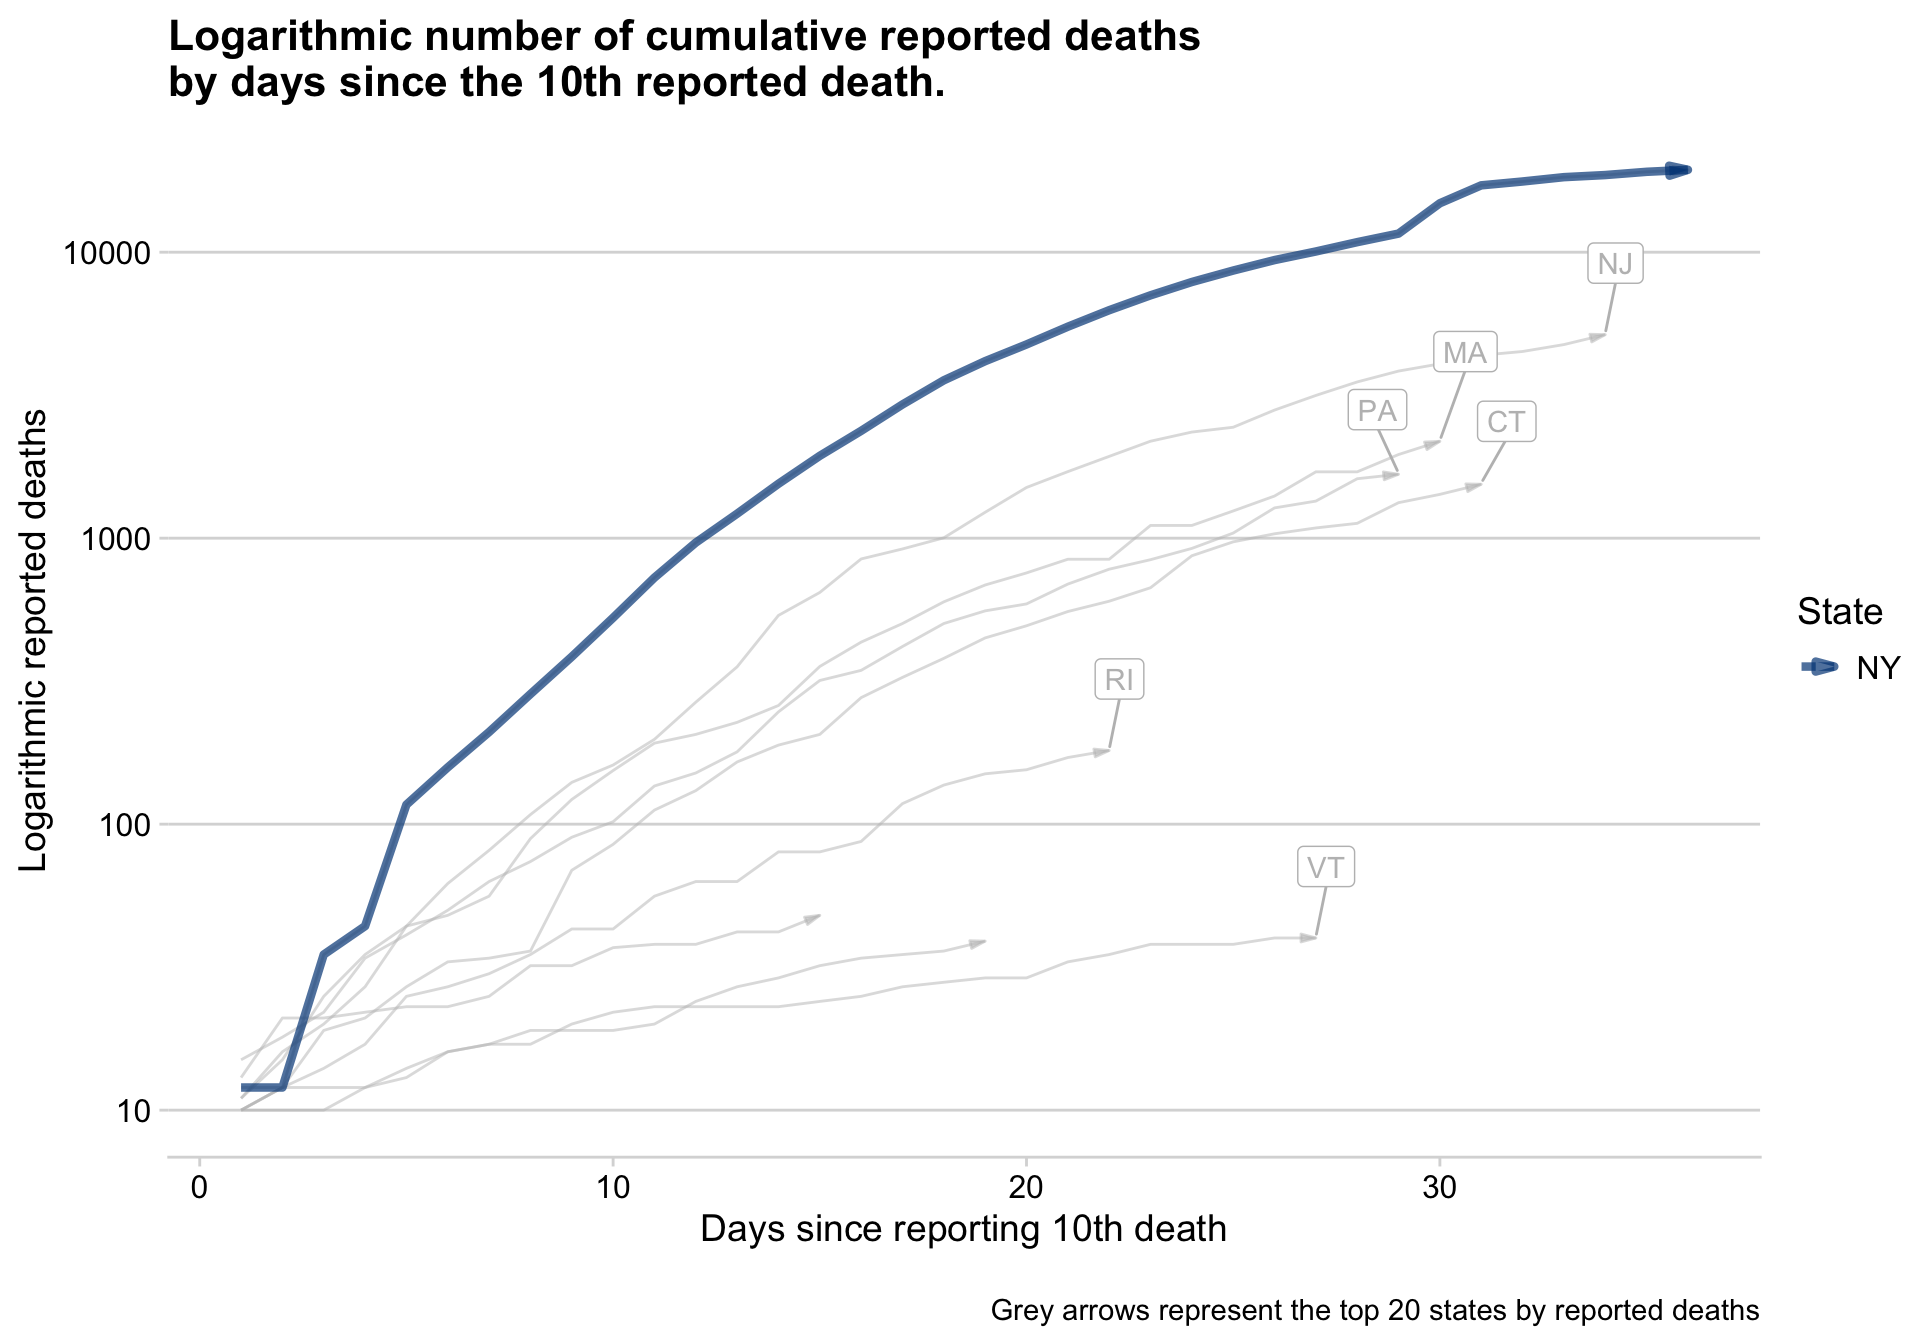 Logarithmic number of cumulative reported deaths
by days since the 10th reported death.
Logarithmic reported deaths
10000
1000
100
10
NJ
MA
PA
CT
RI
VT
State
NY
0 10 20 30
Days since reporting 10th death
Grey arrows represent the top 20 states by reported deaths